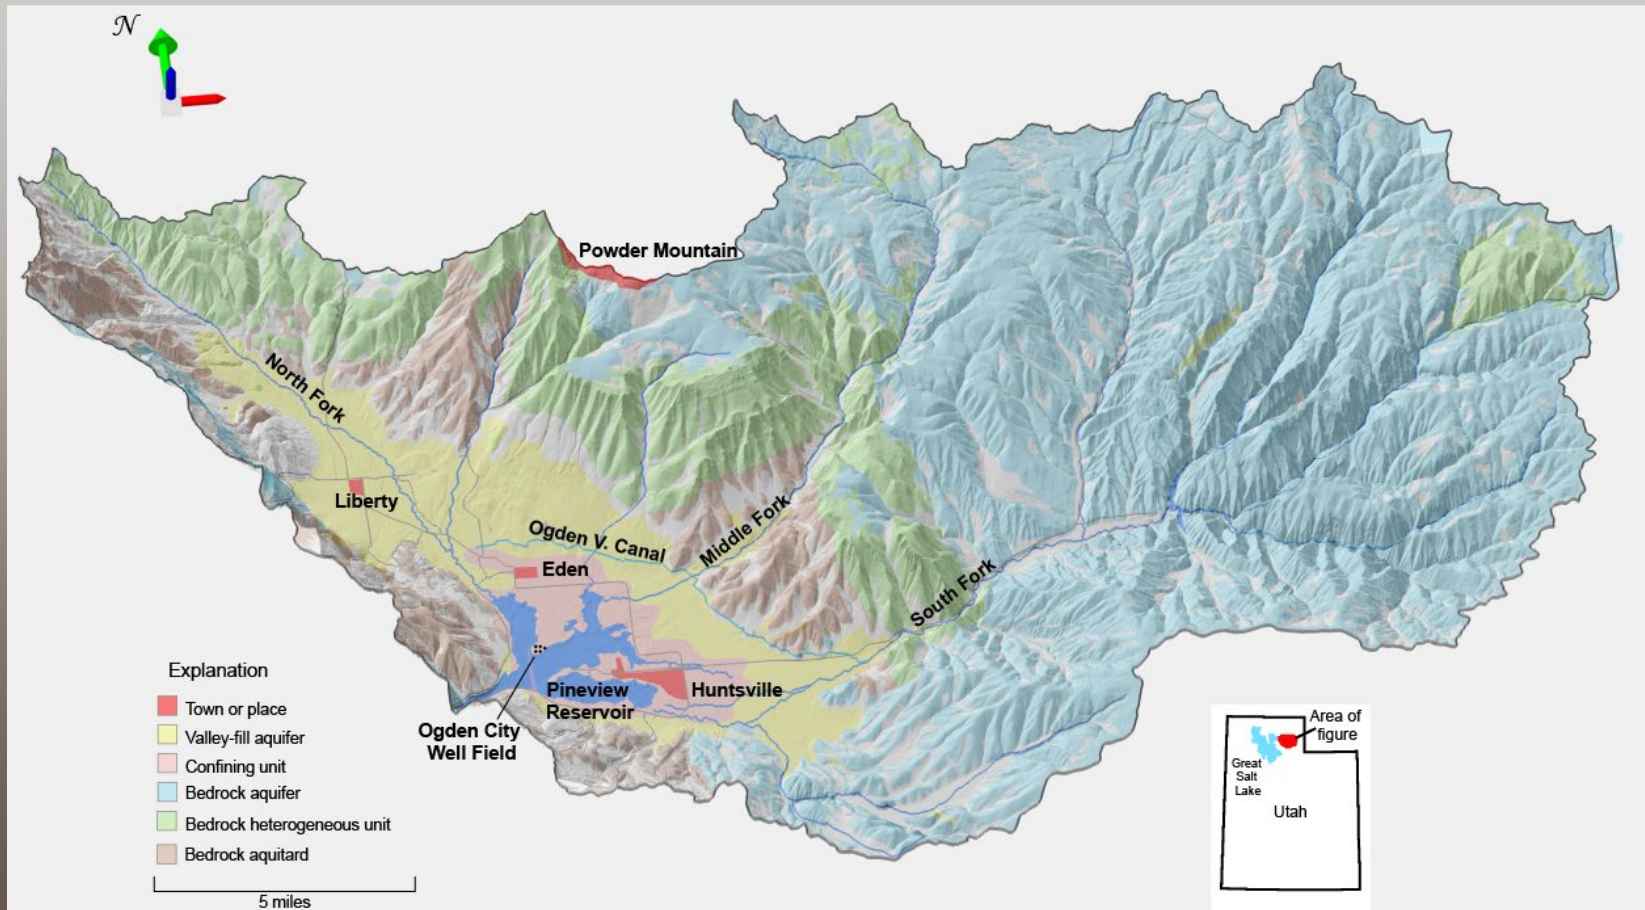 N
Powder Mountain
North Fork
Liberty
Ogden V. Canal
Middle Fork
Eden
South Fork
Pineview
Reservoir
Huntsville
Ogden City
Well Field
Explanation
Town or place
Valley-fill aquifer
Confining unit
Bedrock aquifer
Bedrock heterogeneous unit
Bedrock aquitard
5 miles
Area of
figure
Great
Salt
Lake
Utah